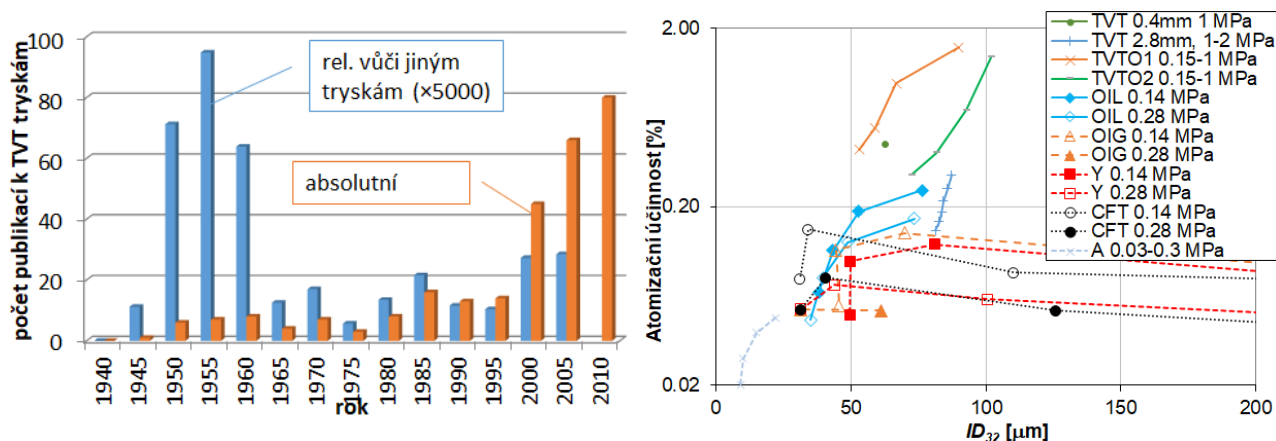 počet publikací k TVT tryskám
100
80
60
40
20
0
rel. vůči jiným
tryskám (×5000)
absolutní
1940
1945
1950
1955
1960
1965
1970
1975
1980
1985
1990
1995
2000
2005
2010
rok
Atomizační účinnost [%]
2.00
0.20
0.02
0
50
100
150
200
ID32 [µm]
TVT 0.4mm 1 MPa
TVT 2.8mm, 1-2 MPa
TVTO1 0.15-1 MPa
TVTO2 0.15-1 MPa
OIL 0.14 MPa
OIL 0.28 MPa
OIG 0.14 MPa
OIG 0.28 MPa
Y 0.14 MPa
Y 0.28 MPa
CFT 0.14 MPa
CFT 0.28 MPa
A 0.03-0.3 MPa